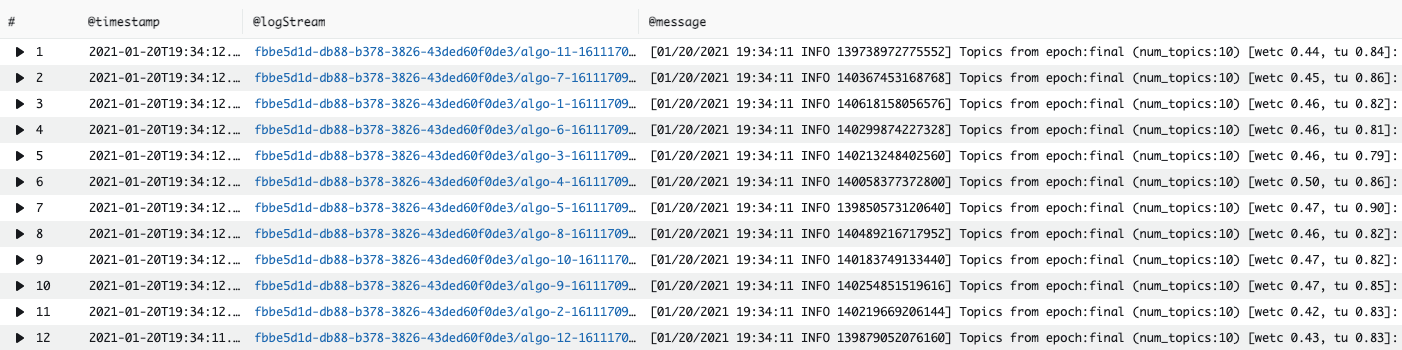 # @timestamp @logStream @message
1 2021-01-20T19:34:12.… fbbe5d1d-db88-b378-3826-43ded60f0de3/algo-11-1611170… [01/20/2021 19:34:11 INFO 139738972775552] Topics from epoch:final (num_topics:10) [wetc 0.44, tu 0.84]:
2 2021-01-20T19:34:12.… fbbe5d1d-db88-b378-3826-43ded60f0de3/algo-7-16111709… [01/20/2021 19:34:11 INFO 140367453168768] Topics from epoch:final (num_topics:10) [wetc 0.45, tu 0.86]:
3 2021-01-20T19:34:12.… fbbe5d1d-db88-b378-3826-43ded60f0de3/algo-1-16111709… [01/20/2021 19:34:11 INFO 140618158056576] Topics from epoch:final (num_topics:10) [wetc 0.46, tu 0.82]:
4 2021-01-20T19:34:12.… fbbe5d1d-db88-b378-3826-43ded60f0de3/algo-6-16111709… [01/20/2021 19:34:11 INFO 140299874227328] Topics from epoch:final (num_topics:10) [wetc 0.46, tu 0.81]:
5 2021-01-20T19:34:12.… fbbe5d1d-db88-b378-3826-43ded60f0de3/algo-3-16111709… [01/20/2021 19:34:11 INFO 140213248402560] Topics from epoch:final (num_topics:10) [wetc 0.46, tu 0.79]:
6 2021-01-20T19:34:12.… fbbe5d1d-db88-b378-3826-43ded60f0de3/algo-4-16111709… [01/20/2021 19:34:11 INFO 140058377372800] Topics from epoch:final (num_topics:10) [wetc 0.50, tu 0.86]:
7 2021-01-20T19:34:12.… fbbe5d1d-db88-b378-3826-43ded60f0de3/algo-5-16111709… [01/20/2021 19:34:11 INFO 139850573120640] Topics from epoch:final (num_topics:10) [wetc 0.47, tu 0.90]:
8 2021-01-20T19:34:12.… fbbe5d1d-db88-b378-3826-43ded60f0de3/algo-8-16111709… [01/20/2021 19:34:11 INFO 140489216717952] Topics from epoch:final (num_topics:10) [wetc 0.46, tu 0.82]:
9 2021-01-20T19:34:12.… fbbe5d1d-db88-b378-3826-43ded60f0de3/algo-10-1611170… [01/20/2021 19:34:11 INFO 140183749133440] Topics from epoch:final (num_topics:10) [wetc 0.47, tu 0.82]:
10 2021-01-20T19:34:12.… fbbe5d1d-db88-b378-3826-43ded60f0de3/algo-9-16111709… [01/20/2021 19:34:11 INFO 140254851519616] Topics from epoch:final (num_topics:10) [wetc 0.47, tu 0.85]:
11 2021-01-20T19:34:12.… fbbe5d1d-db88-b378-3826-43ded60f0de3/algo-2-16111709… [01/20/2021 19:34:11 INFO 140219669206144] Topics from epoch:final (num_topics:10) [wetc 0.42, tu 0.83]:
12 2021-01-20T19:34:11.… fbbe5d1d-db88-b378-3826-43ded60f0de3/algo-12-1611170… [01/20/2021 19:34:11 INFO 139879052076160] Topics from epoch:final (num_topics:10) [wetc 0.43, tu 0.83]: